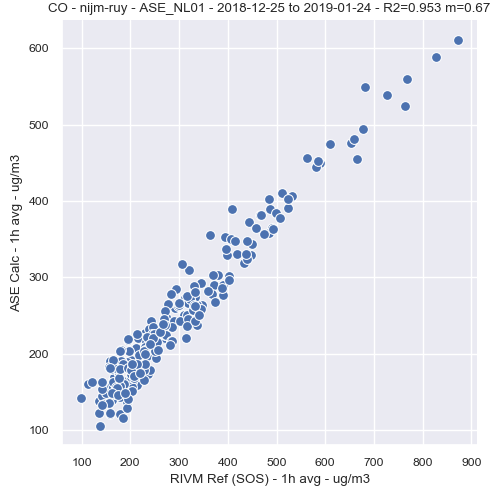 CO - nijm-ruy - ASE_NL01 - 2018-12-25 to 2019-01-24 - R2=0.953 m=0.67
600
500
400
300
200
100
ASE Calc - 1h avg - ug/m3
100 200 300 400 500 600 700 800 900
RIVM Ref (SOS) - 1h avg - ug/m3